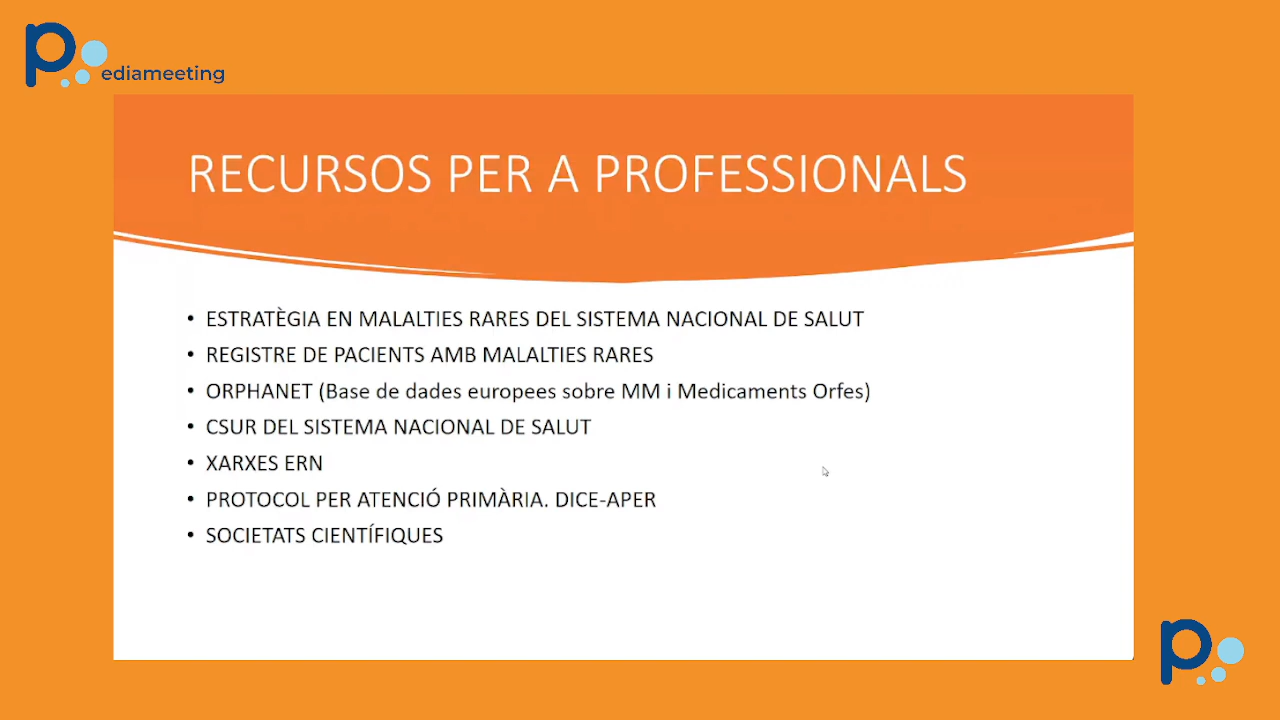 pediameeting
RECURSOS PER A PROFESSIONALS
• ESTRATÈGIA EN MALALTIES RARES DEL SISTEMA NACIONAL DE SALUT
• REGISTRE DE PACIENTS AMB MALALTIES RARES
• ORPHANET (Base de dades europees sobre MM i Medicaments Orfes)
• CSUR DEL SISTEMA NACIONAL DE SALUT
• XARXES ERN
• PROTOCOL PER ATENCIÓ PRIMÀRIA. DICE-APER
• SOCIETATS CIENTÍFIQUES
p